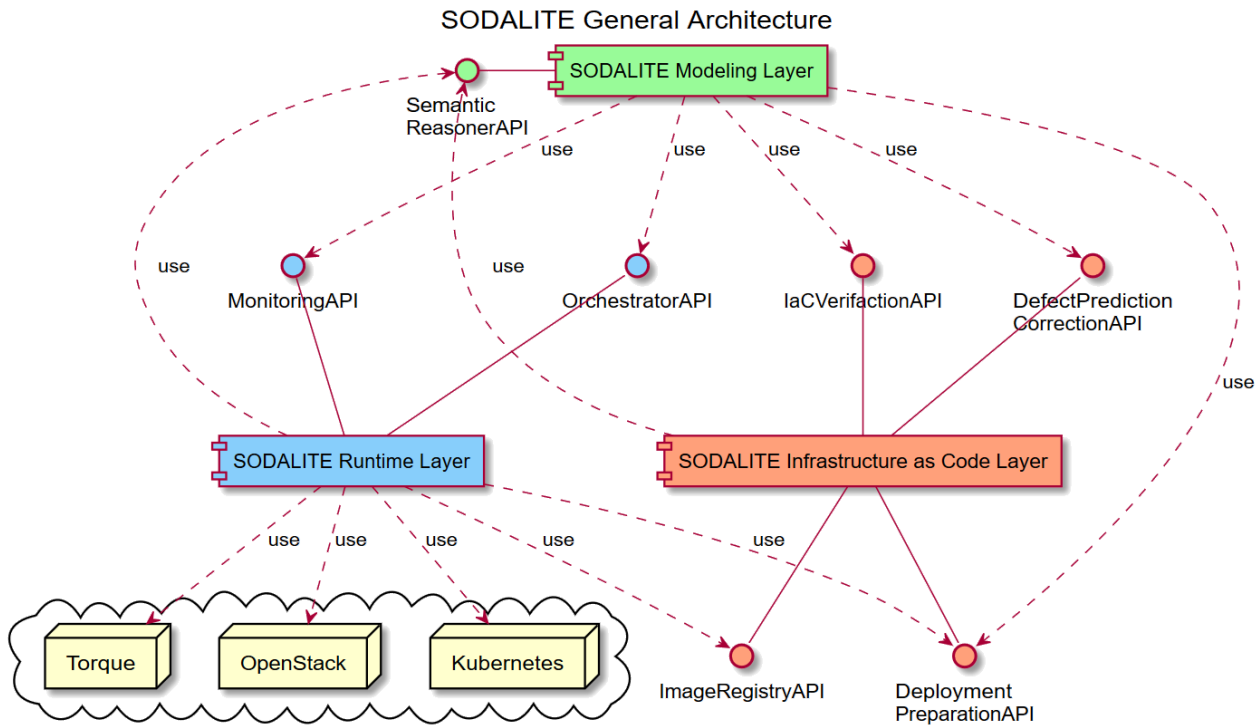 SODALITE General Architecture
SODALITE Modeling Layer
Semantic
ReasonerAPI
use
use
use
use
use
use
use
MonitoringAPI
OrchestratorAPI
IaCVerifactionAPI
DefectPrediction
CorrectionAPI
SODALITE Runtime Layer
SODALITE Infrastructure as Code Layer
use
use
use
use
use
Torque
OpenStack
Kubernetes
ImageRegistryAPI
Deployment
PreparationAPI